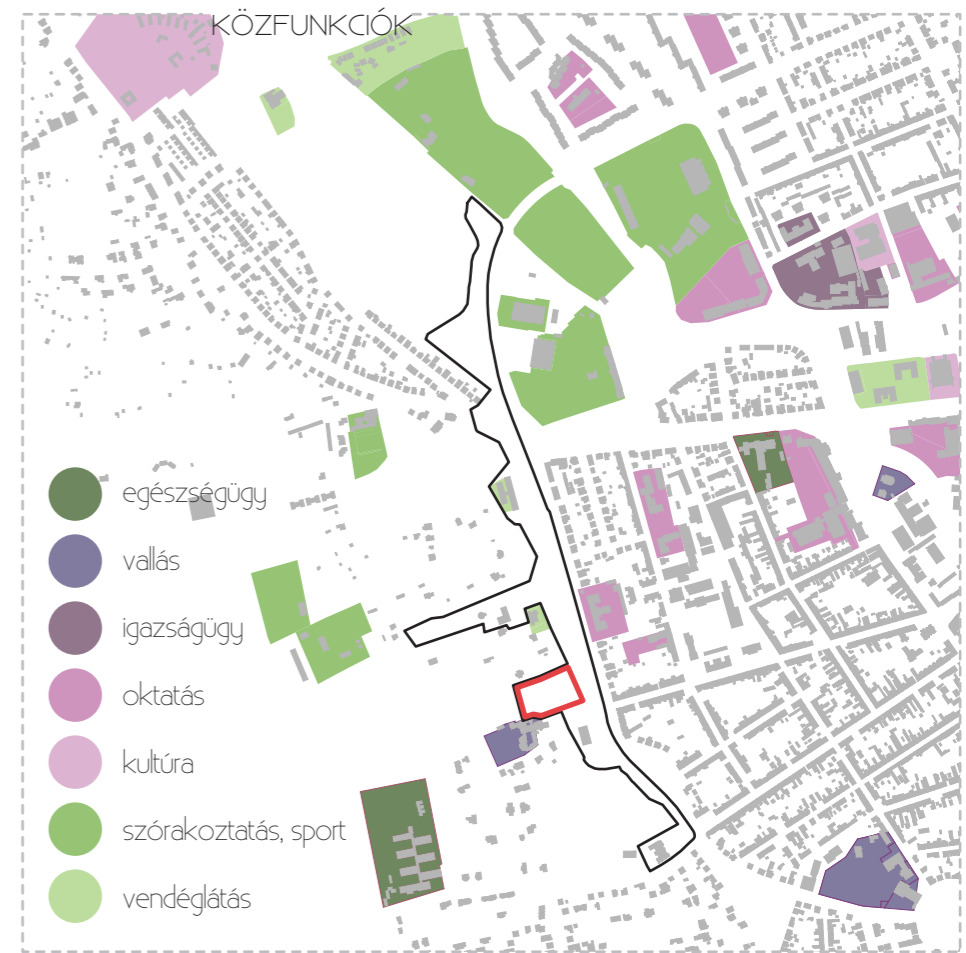 KÖZFUNKCIÓK
egészségügy
vallás
igazságügy
oktatás
kultúra
szórakoztatás, sport
vendéglátás